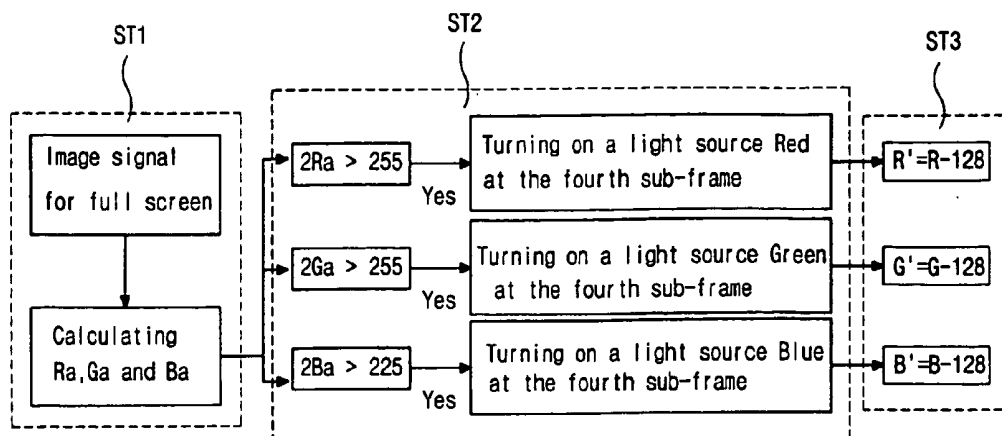 ST1
ST2
ST3
Image signal
for full screen
Calculating
Ra,Ga and Ba
2Ra > 255
Yes
Turning on a light source Red
at the fourth sub-frame
R'=R-128
2Ga > 255
Yes
Turning on a light source Green
at the fourth sub-frame
G'=G-128
2Ba > 225
Yes
Turning on a light source Blue
at the fourth sub-frame
B'=B-128